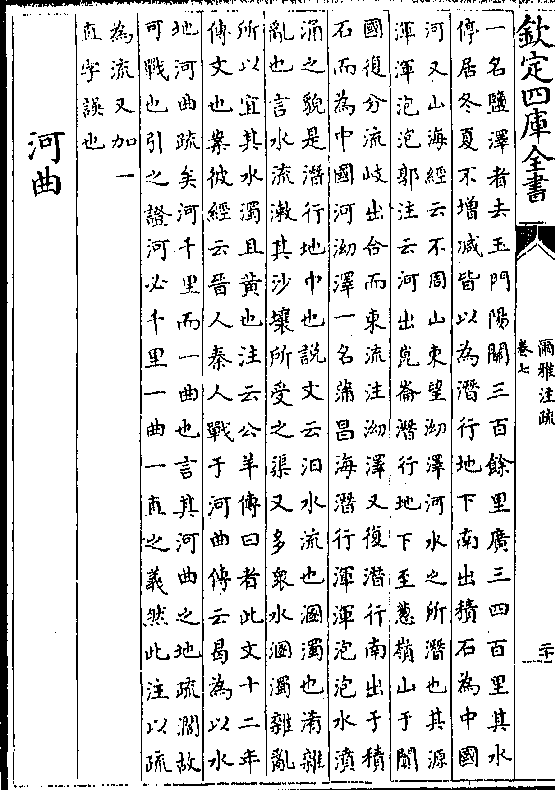 欽定四庫全書
爾雅注疏
卷七
一名鹽澤者去玉門陽關三百餘里廣三四百里其水
停居冬夏不增減皆以為潛行地下南出積石為中國
河又山海經云不周山東望泑澤河水之所潛也其源
渾渾泡泡郭注云河出崑崙潛行地下至蔥嶺山于闐
國復分流岐出合而東流注泑澤又復潛行南出于積
石而為中國河泑澤一名蒲昌海潛行渾渾泡泡水濆
涌之貌是潛行地中也説文云汩水流也溷濁也淆雜
亂也言水流漱其沙壤所受之渠又多衆水溷濁雜亂
所以宜其水濁且黃也注云公羊傳曰者此文十二年
傳文也案彼經云晉人秦人戰于河曲傳云曷為以水
地河曲疏矣河千里而一曲也言其河曲之地疏濶故
可戰也引之證河必千里一曲一直之義然此注以疏
為流又加一
直字誤也
河曲